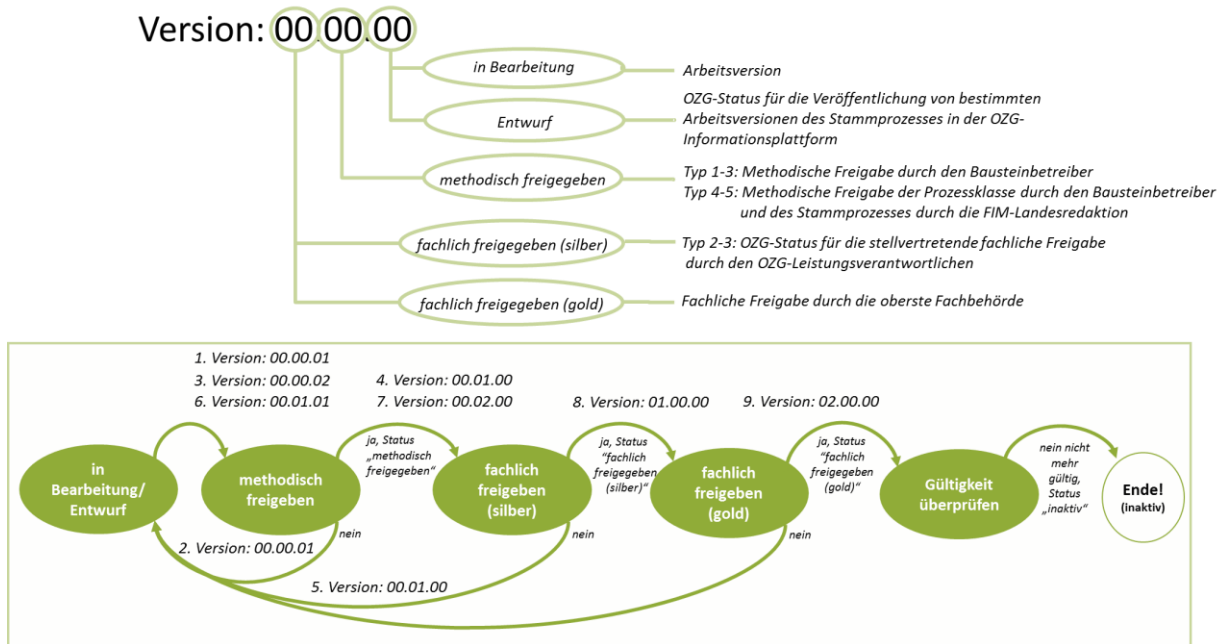 Version: 00.00.00
in Bearbeitung
Arbeitsversion
Entwurf
OZG-Status für die Veröffentlichung von bestimmten
Arbeitsversionen des Stammprozesses in der OZG-
Informationsplattform
methodisch freigegeben
Typ 1-3: Methodische Freigabe durch den Bausteinbetreiber
Typ 4-5: Methodische Freigabe der Prozessklasse durch den Bausteinbetreiber
und des Stammprozesses durch die FIM-Landesredaktion
fachlich freigegeben (silber)
Typ 2-3: OZG-Status für die stellvertretende fachliche Freigabe
durch den OZG-Leistungsverantwortlichen
fachlich freigegeben (gold)
Fachliche Freigabe durch die oberste Fachbehörde
1. Version: 00.00.01
3. Version: 00.00.02
6. Version: 00.01.01
4. Version: 00.01.00
7. Version: 00.02.00
8. Version: 01.00.00
9. Version: 02.00.00
in
Bearbeitung/
Entwurf
methodisch
freigeben
ja, Status
„methodisch
freigegeben“
fachlich
freigeben
(silber)
ja, Status
"fachlich
freigegeben
(silber)“
fachlich
freigeben
(gold)
ja, Status
"fachlich
freigegeben
(gold)“
Gültigkeit
überprüfen
nein nicht
mehr
gültig,
Status
„inaktiv“
Ende!
(inaktiv)
nein
nein
nein
2. Version: 00.00.01
5. Version: 00.01.00